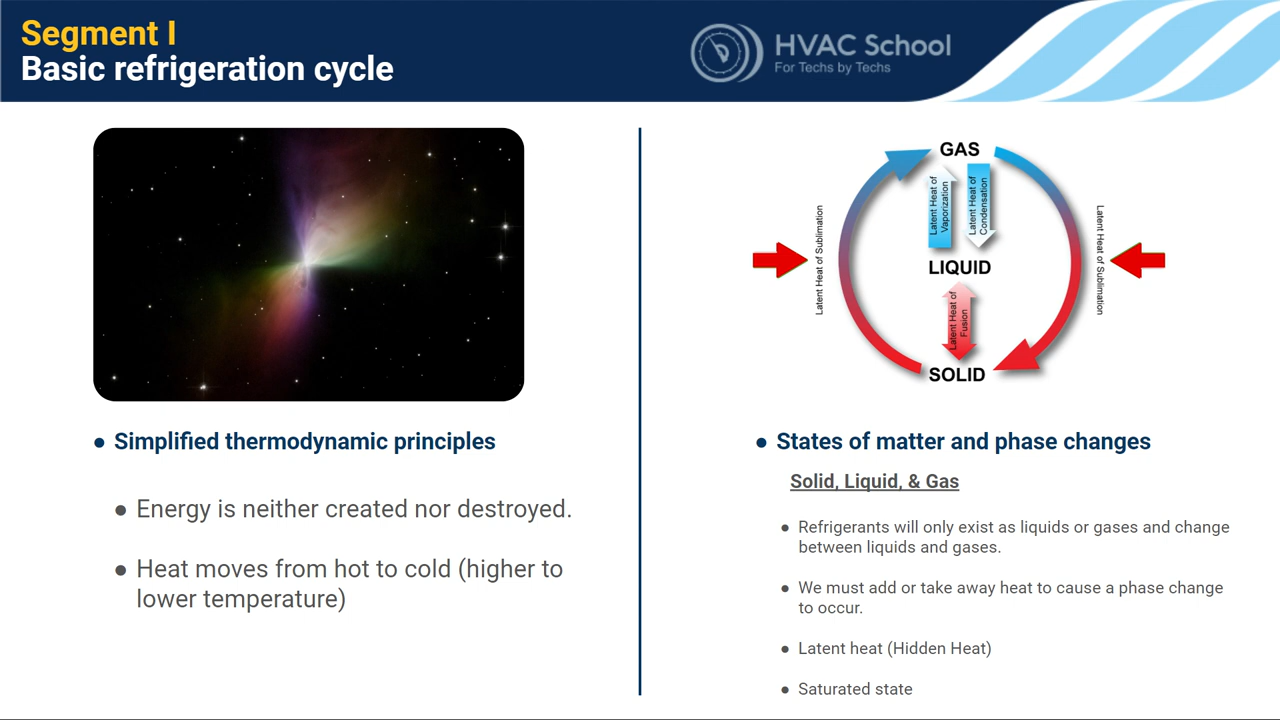 Segment I
Basic refrigeration cycle
HVAC School
For Techs by Techs
● Simplified thermodynamic principles
● Energy is neither created nor destroyed.
● Heat moves from hot to cold (higher to
lower temperature)
GAS
Latent Heat of
Vaporization
Latent Heat of
Condensation
Latent Heat of Sublimation
Latent Heat of Sublimation
LIQUID
Latent Heat of
Fusion
SOLID
● States of matter and phase changes
Solid, Liquid, & Gas
● Refrigerants will only exist as liquids or gases and change
between liquids and gases.
● We must add or take away heat to cause a phase change
to occur.
● Latent heat (Hidden Heat)
● Saturated state